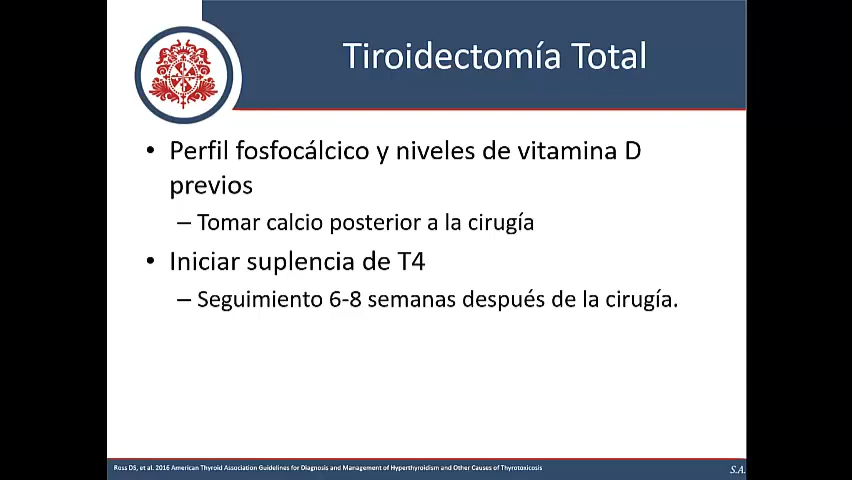 Tiroidectomía Total
• Perfil fosfocálcico y niveles de vitamina D
previos
– Tomar calcio posterior a la cirugía
• Iniciar suplencia de T4
– Seguimiento 6-8 semanas después de la cirugía.
Ross DS, et al. 2016 American Thyroid Association Guidelines for Diagnosis and Management of Hyperthyroidism and Other Causes of Thyrotoxicosis
S.A.